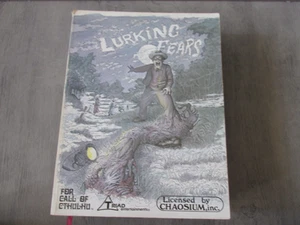 LURKING
FEARS
FOR
CALL OF
CTHULHU.
TRIAD
Licensed by
CHAOSIUM, inc.